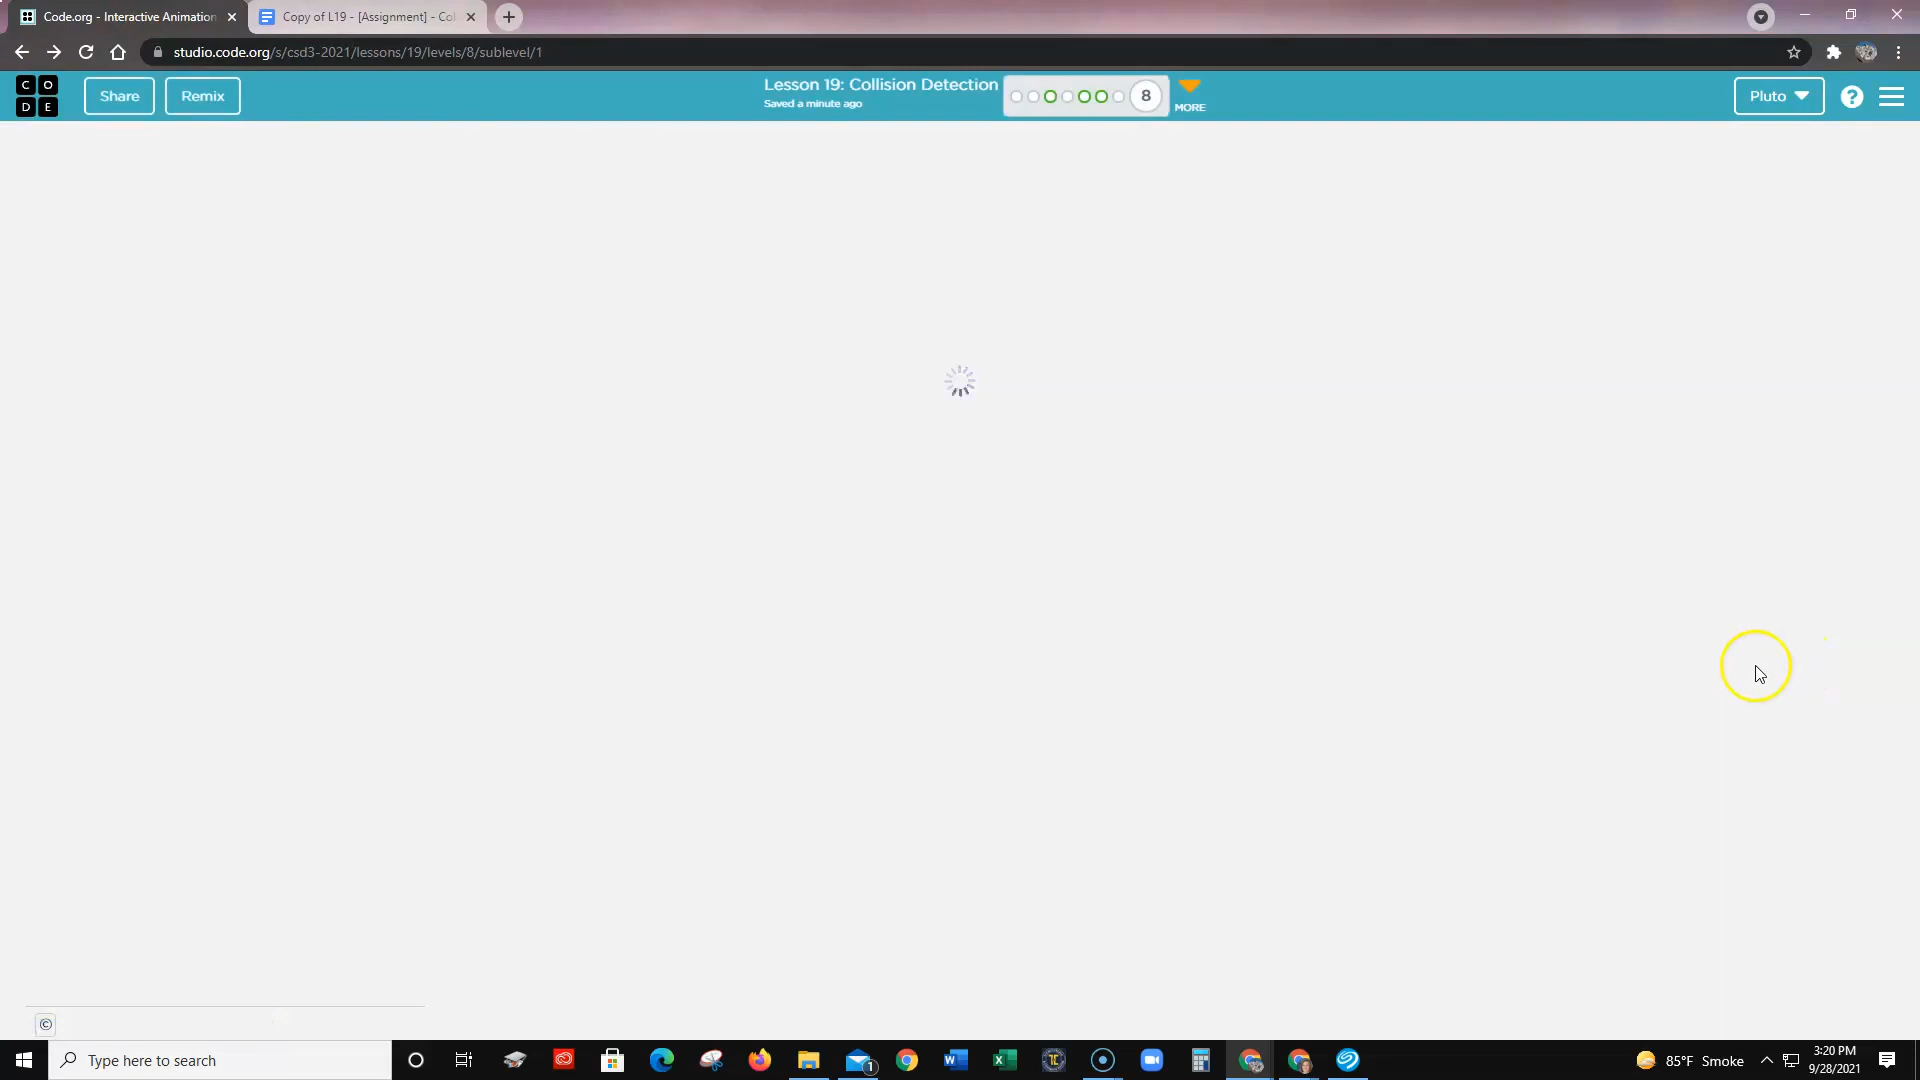 Code.org - Interactive Animation
Copy of L19 - [Assignment] - Co
studio.code.org/s/csd3-2021/lessons/19/levels/8/sublevel/1
C O
D E
Share
Remix
Lesson 19: Collision Detection
Saved a minute ago
8
MORE
Pluto
?
©
Type here to search
1
85°F Smoke
3:20 PM
9/28/2021